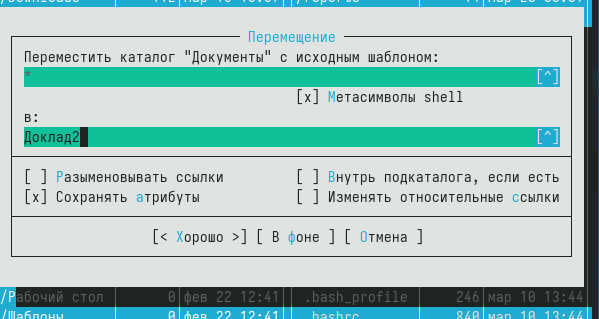 Перемещение
Переместить каталог "Документы" с исходным шаблоном:
* [^]
[x] Метасимволы shell
в:
Доклад2 [^]
[ ] Разыменовывать ссылки [ ] Внутрь подкаталога, если есть
[x] Сохранять атрибуты [ ] Изменять относительные ссылки
[< Хорошо >] [ В фоне ] [ Отмена ]
/Рабочий стол 0 фев 22 12:41 .bash_profile 246 мар 10 13:44
/Шаблоны 0 фев 22 12:41 .bashrc 840 мар 10 13:44